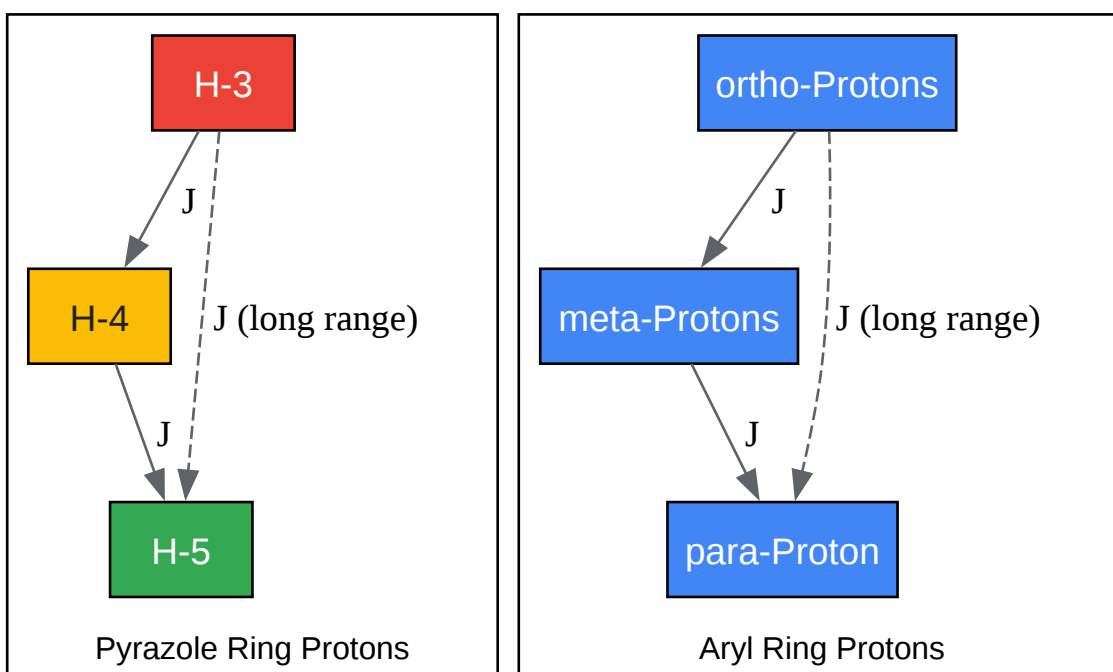 H-3
J
H-4
J (long range)
J
H-5
Pyrazole Ring Protons
ortho-Protons
J
meta-Protons
J (long range)
J
para-Proton
Aryl Ring Protons